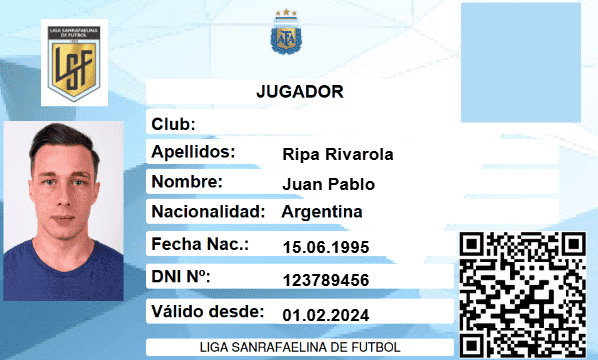 LIGA SANRAFAELINA
DE FUTBOL
LSF
AFA
JUGADOR
Club:
Apellidos: Ripa Rivarola
Nombre: Juan Pablo
Nacionalidad: Argentina
Fecha Nac.: 15.06.1995
DNI Nº: 123789456
Válido desde: 01.02.2024
LIGA SANRAFAELINA DE FUTBOL